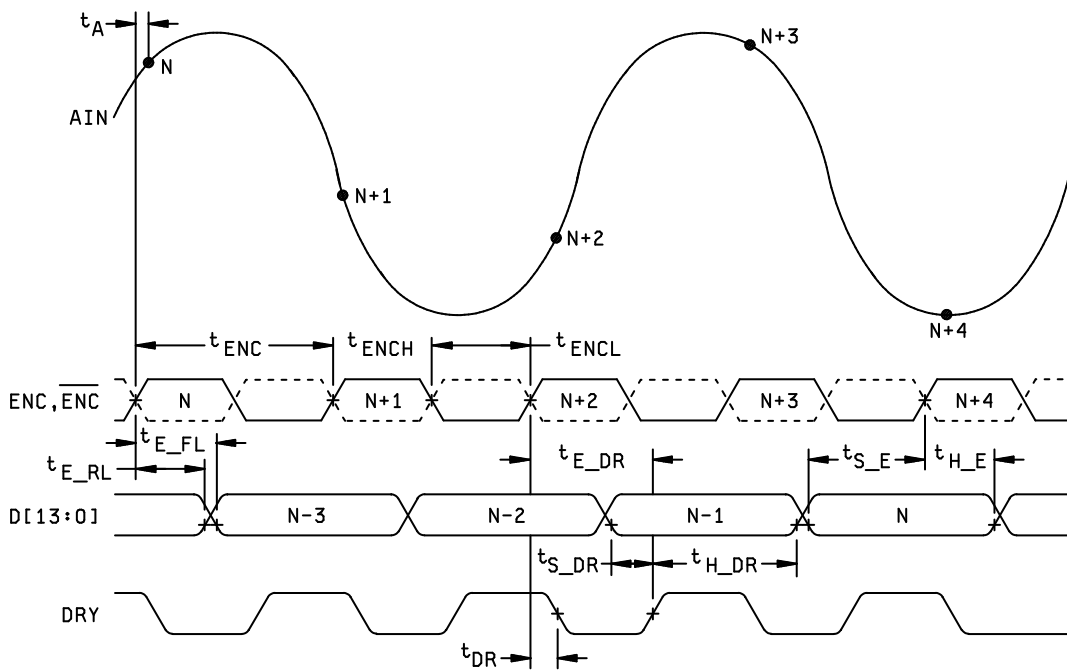 tA
N
N+3
AIN
N+1
N+2
N+4
tENC tENCH tENCL
ENC,E̅N̅C̅ N N+1 N+2 N+3 N+4
tE_FL
tE_RL tE_DR tS_E tH_E
D[13:0] N-3 N-2 N-1 N
tS_DR tH_DR
DRY
tDR